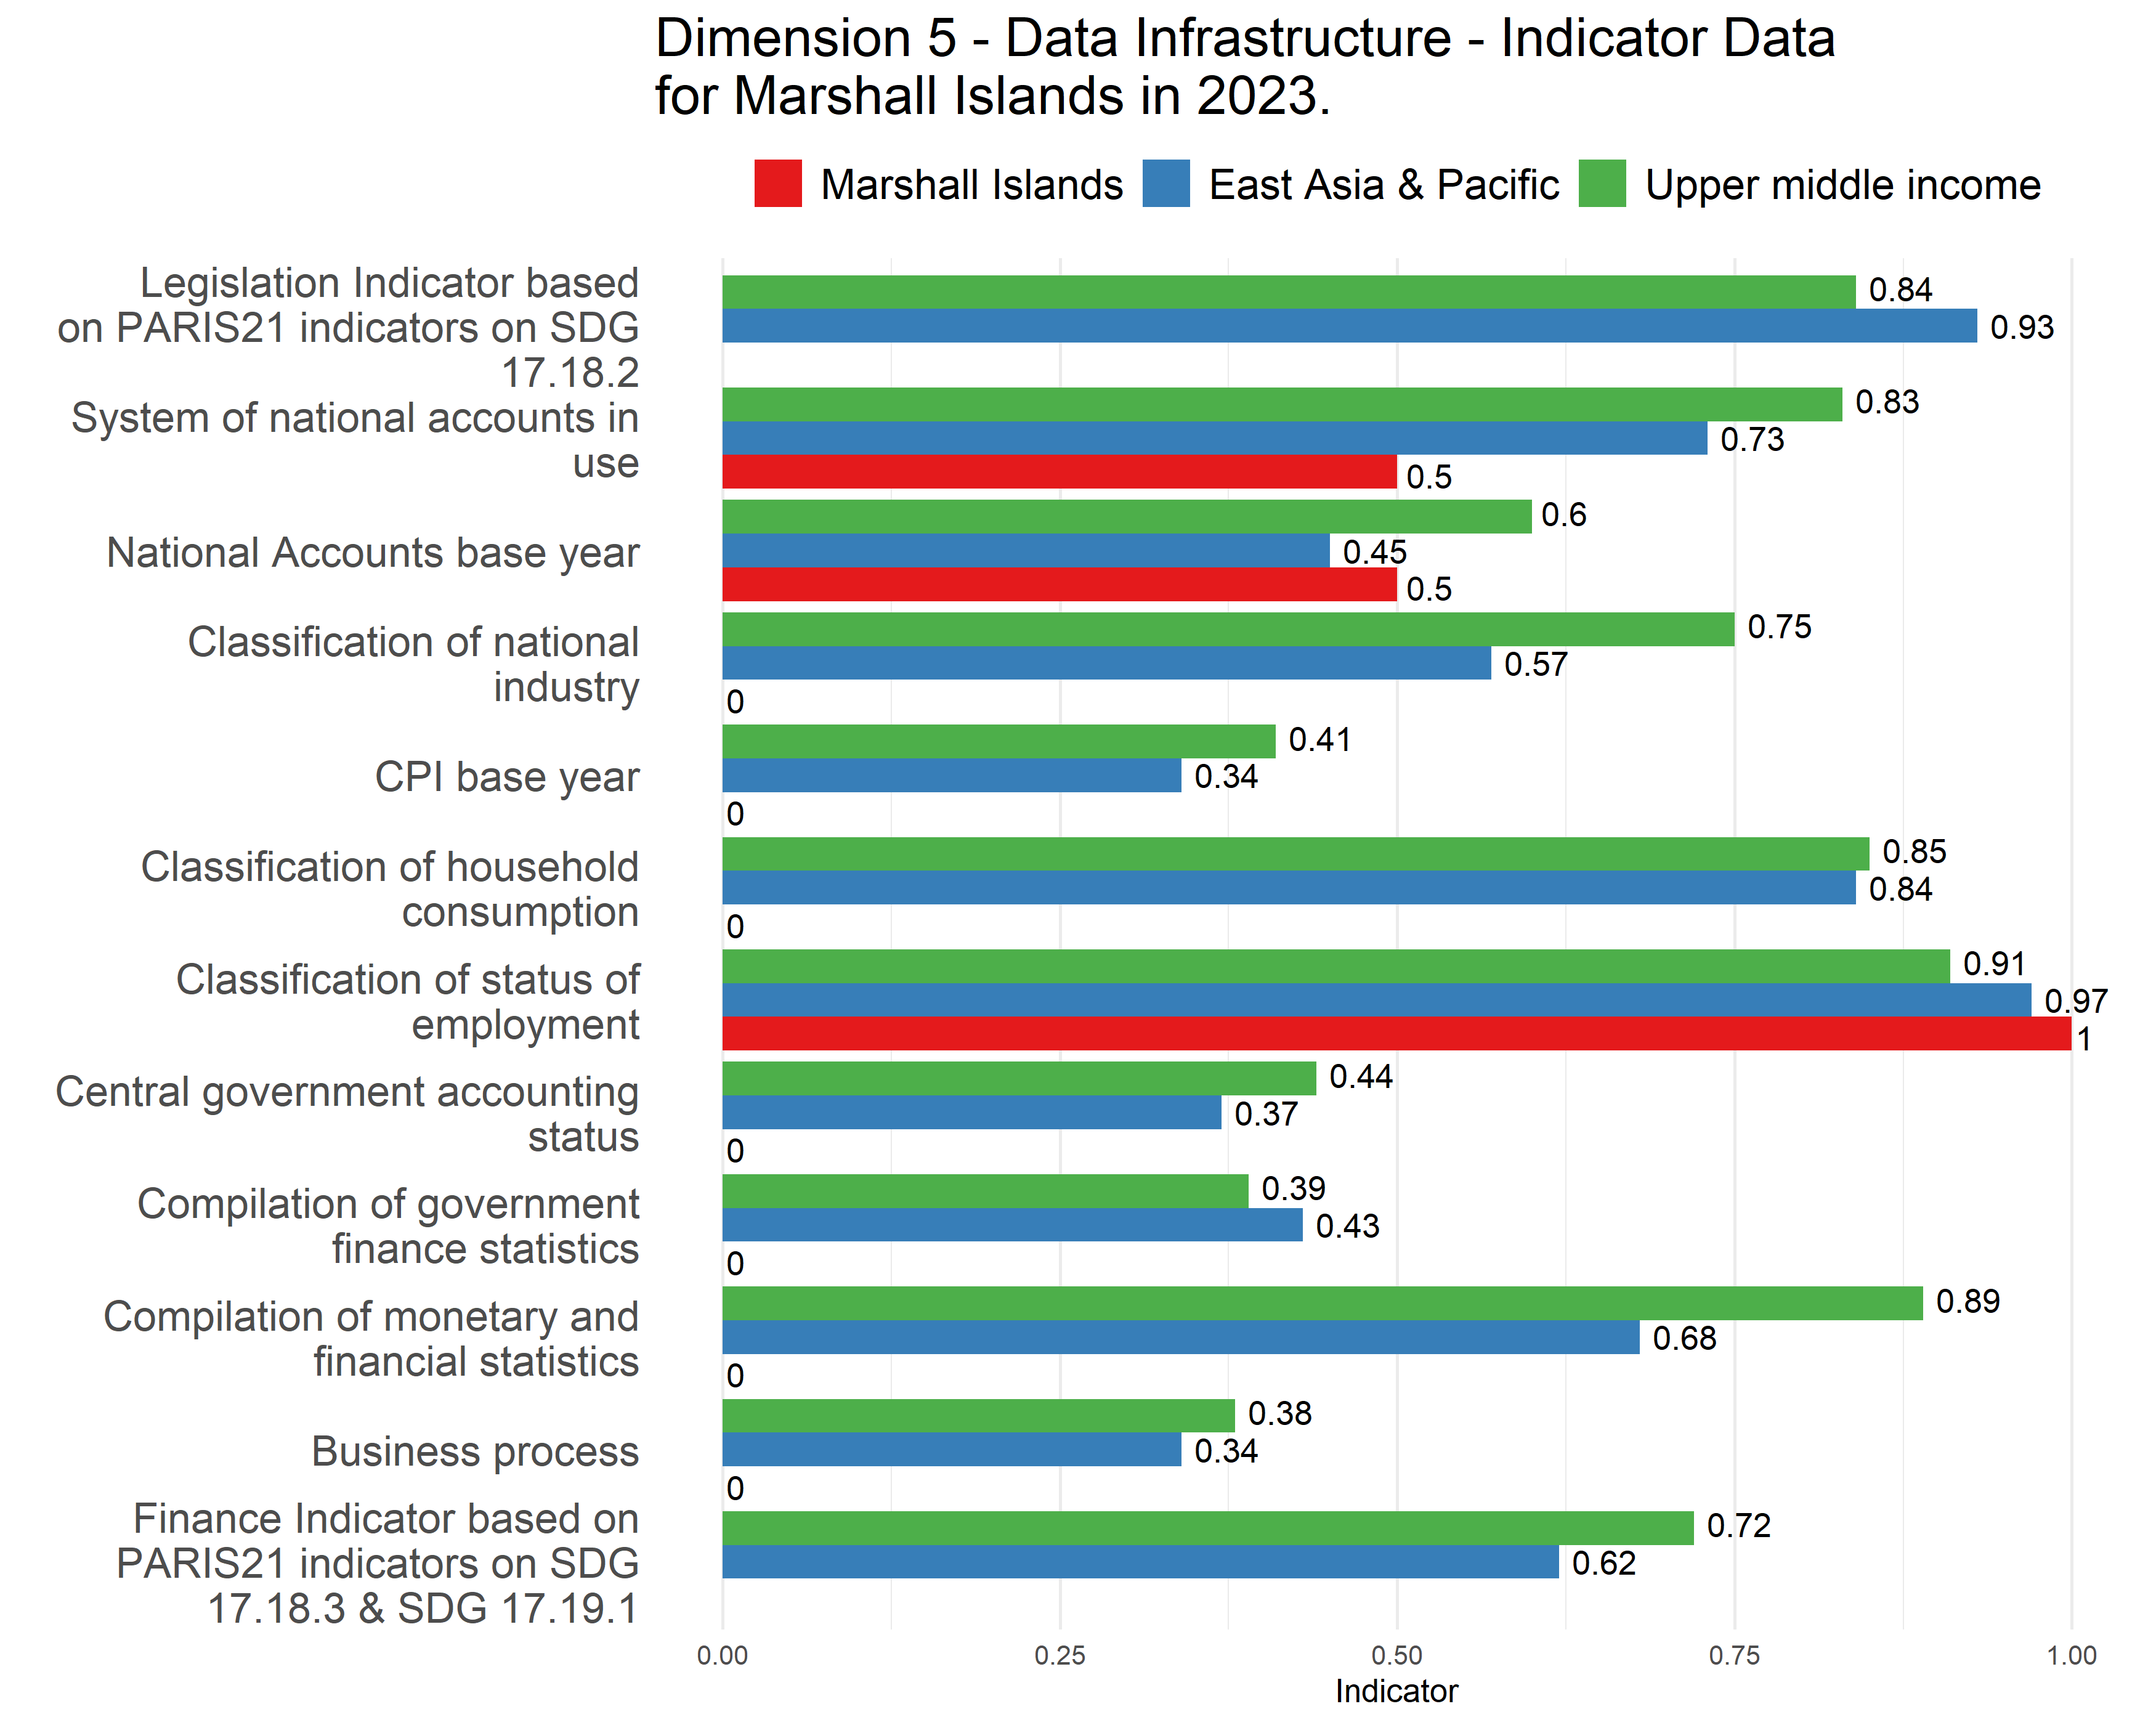 Dimension 5 - Data Infrastructure - Indicator Data
for Marshall Islands in 2023.
Marshall Islands East Asia & Pacific Upper middle income
Legislation Indicator based
on PARIS21 indicators on SDG
17.18.2
0.84
0.93
System of national accounts in
use
0.83
0.73
0.5
National Accounts base year
0.6
0.45
0.5
Classification of national
industry
0.75
0.57
0
CPI base year
0.41
0.34
0
Classification of household
consumption
0.85
0.84
0
Classification of status of
employment
0.91
0.97
1
Central government accounting
status
0.44
0.37
0
Compilation of government
finance statistics
0.39
0.43
0
Compilation of monetary and
financial statistics
0.89
0.68
0
Business process
0.38
0.34
0
Finance Indicator based on
PARIS21 indicators on SDG
17.18.3 & SDG 17.19.1
0.72
0.62
0.00 0.25 0.50 0.75 1.00
Indicator